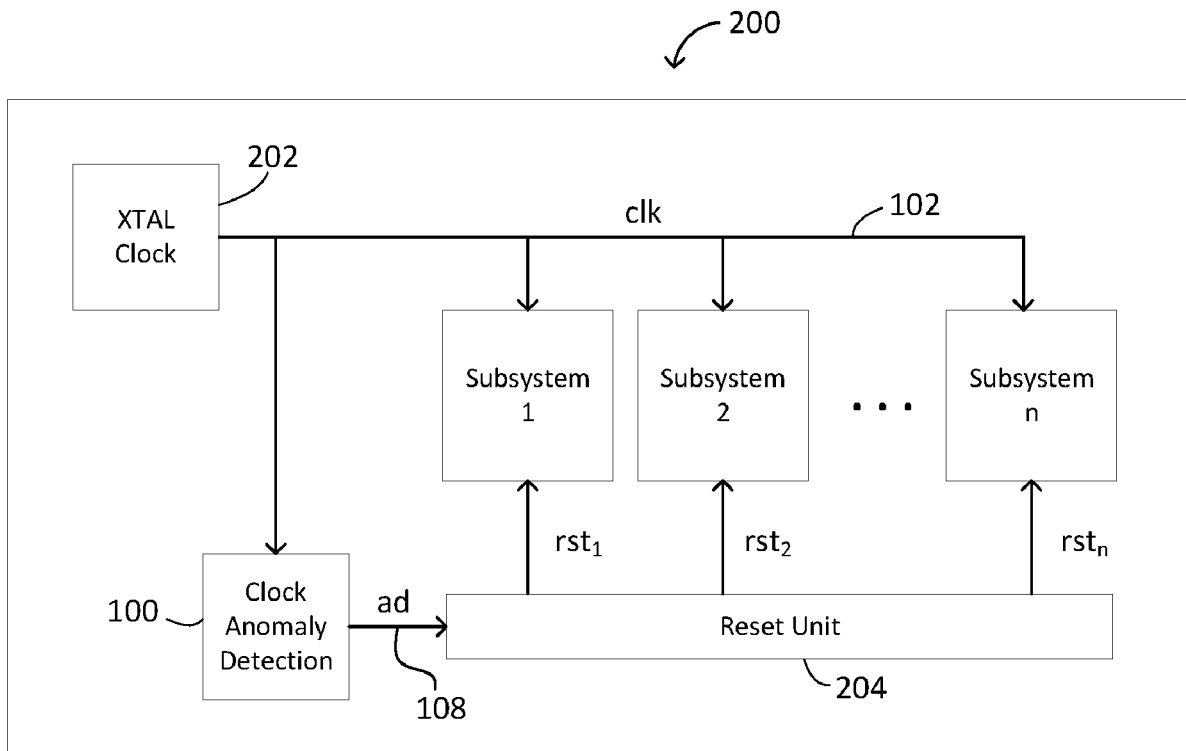 200
202
XTAL
Clock
clk
102
Subsystem
1
Subsystem
2
. . .
Subsystem
n
rst₁
rst₂
rstₙ
100
Clock
Anomaly
Detection
ad
108
Reset Unit
204